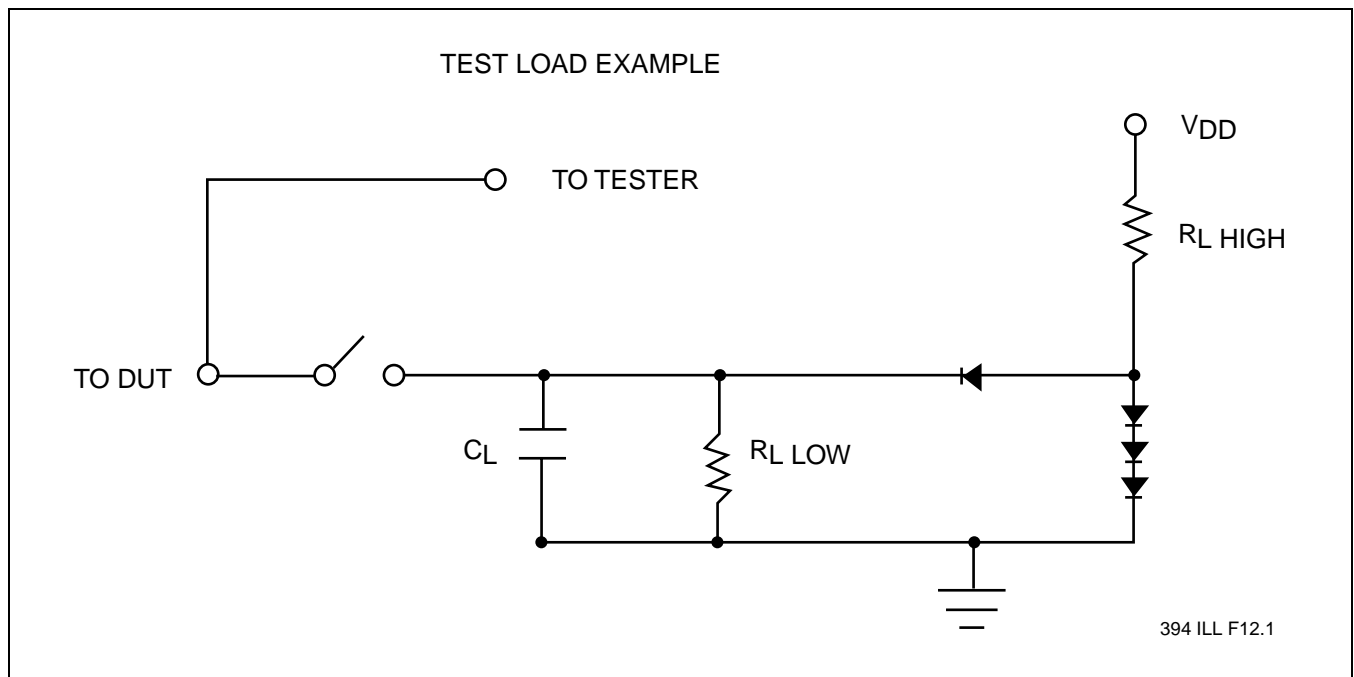 TEST LOAD EXAMPLE
VDD
TO TESTER
RL HIGH
TO DUT
CL
RL LOW
394 ILL F12.1